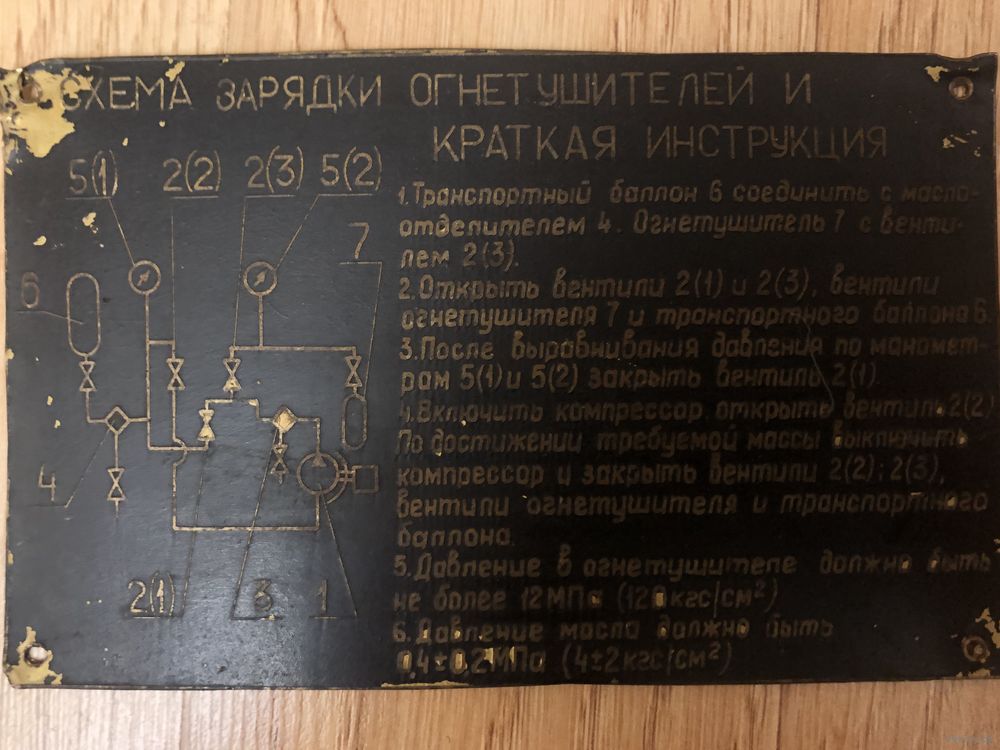 СХЕМА ЗАРЯДКИ ОГНЕТУШИТЕЛЕЙ И
КРАТКАЯ ИНСТРУКЦИЯ
5(1) 2(2) 2(3) 5(2)
7
6
4
2(1) 3 1
1. Транспортный баллон 6 соединить с масло-
отделителем 4. Огнетушитель 7 с венти-
лем 2(3).
2. Открыть вентили 2(1) и 2(3), вентили
огнетушителя 7 и транспортного баллона 6.
3. После выравнивания давления по маномет-
рам 5(1) и 5(2) закрыть вентиль 2(1).
4. Включить компрессор открыть вентиль 2(2)
По достижении требуемой массы выключить
компрессор и закрыть вентили 2(2); 2(3),
вентили огнетушителя и транспортного
баллона.
5. Давление в огнетушителе должно быть
не более 12 МПа (120 кгс/см²)
6. Давление масла должно быть
0,4±0,2 МПа (4±2 кгс/см²)